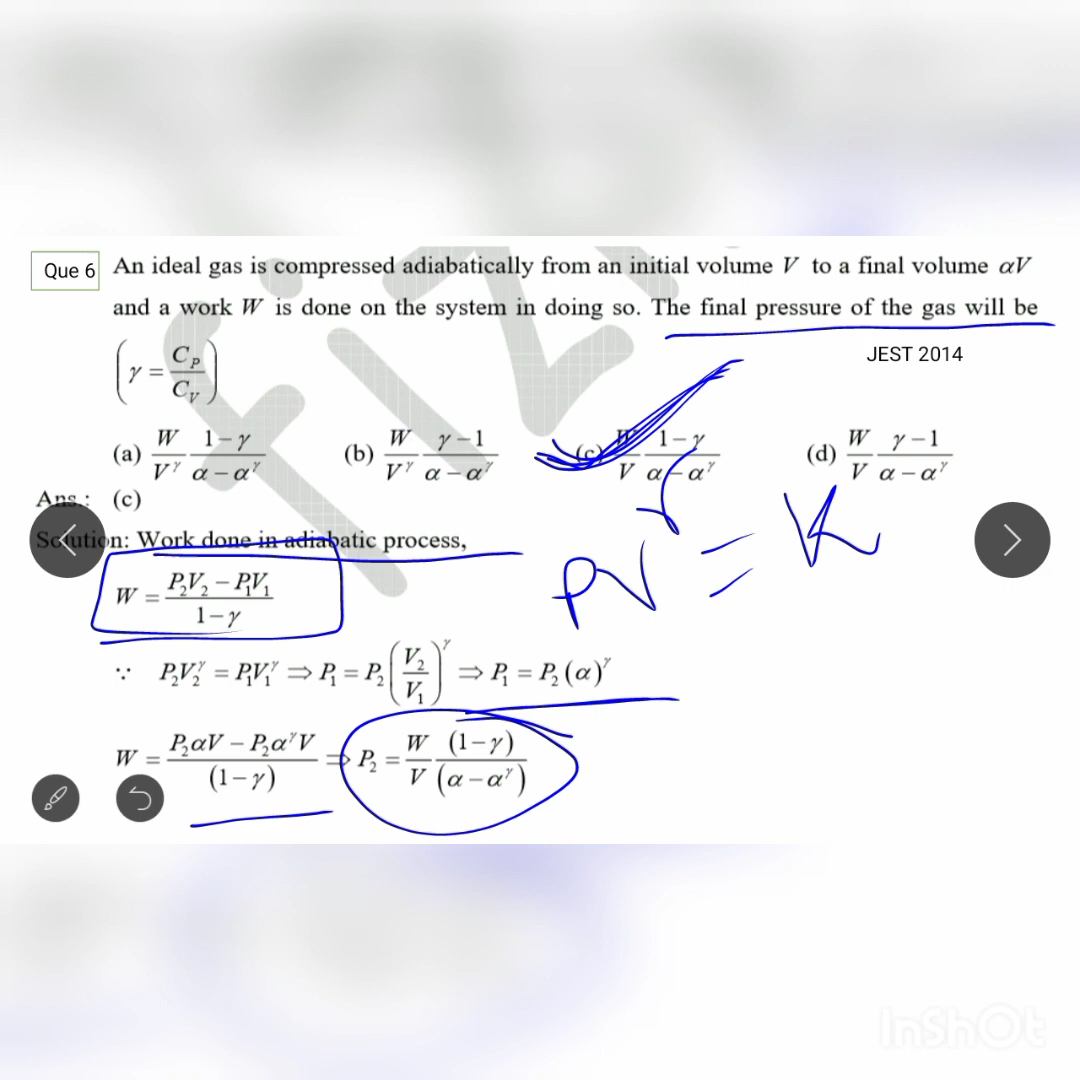 Que 6 An ideal gas is compressed adiabatically from an initial volume V to a final volume αV
and a work W is done on the system in doing so. The final pressure of the gas will be
(γ = C_P/C_V) JEST 2014
(a) W/V^γ (1−γ)/(α−α^γ) (b) W/V^γ (γ−1)/(α−α^γ) (c) W/V (1−γ)/(α−α^γ) (d) W/V (γ−1)/(α−α^γ)
Ans.: (c)
Solution: Work done in adiabatic process,
W = (P₂V₂ − P₁V₁)/(1−γ)
PV^γ = K
∵ P₂V₂^γ = P₁V₁^γ ⇒ P₁ = P₂(V₂/V₁)^γ ⇒ P₁ = P₂(α)^γ
W = (P₂αV − P₂α^γV)/(1−γ) ⇒ P₂ = W/V (1−γ)/(α−α^γ)
InShOt